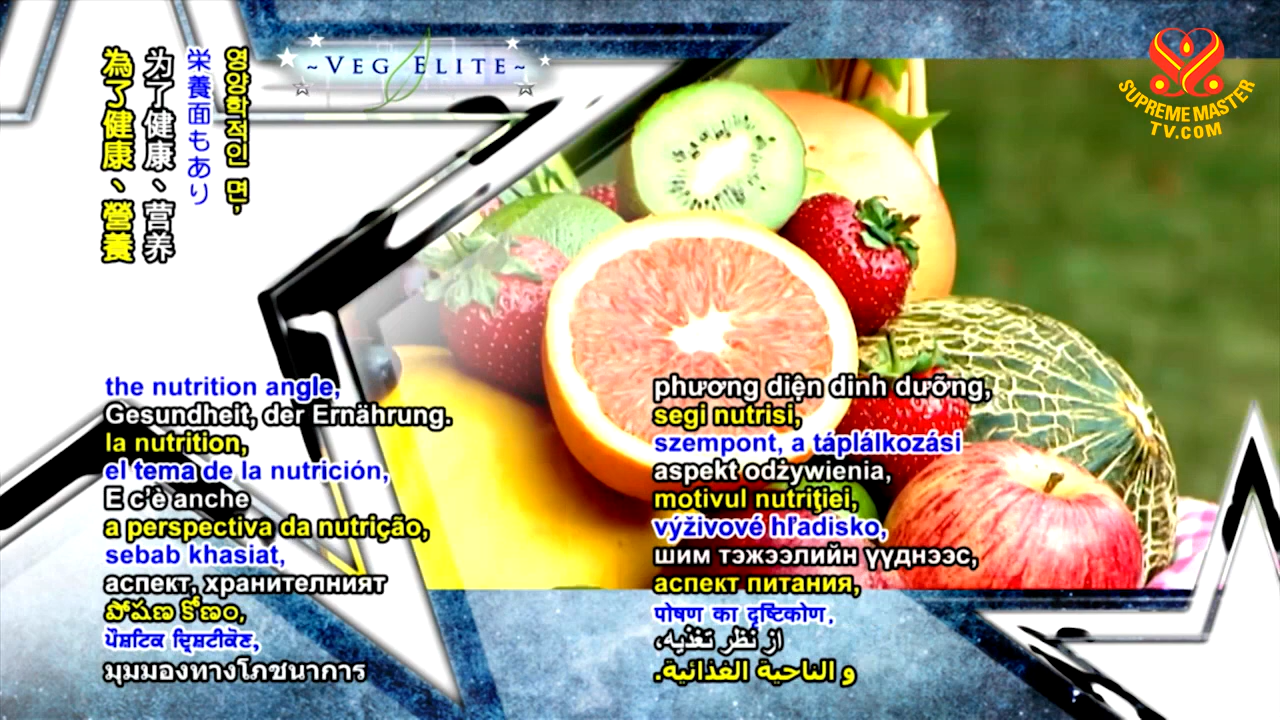 ~VEG ELITE~
SUPREME MASTER
TV.COM
영양학적인 면,
栄養面もあり
为了健康、营养
為了健康、營養
the nutrition angle,
Gesundheit, der Ernährung.
la nutrition,
el tema de la nutrición,
E c'è anche
a perspectiva da nutrição,
sebab khasiat,
аспект, хранителният
పోషణ కోణం,
ਪੌਸ਼ਟਿਕ ਦ੍ਰਿਸ਼ਟੀਕੋਣ,
มุมมองทางโภชนาการ
phương diện dinh dưỡng,
segi nutrisi,
szempont, a táplálkozási
aspekt odżywienia,
motivul nutriţiei,
výživové hľadisko,
шим тэжээлийн үүднээс,
аспект питания,
पोषण का दृष्टिकोण,
از نظر تغذیه،
و الناحية الغذائية.